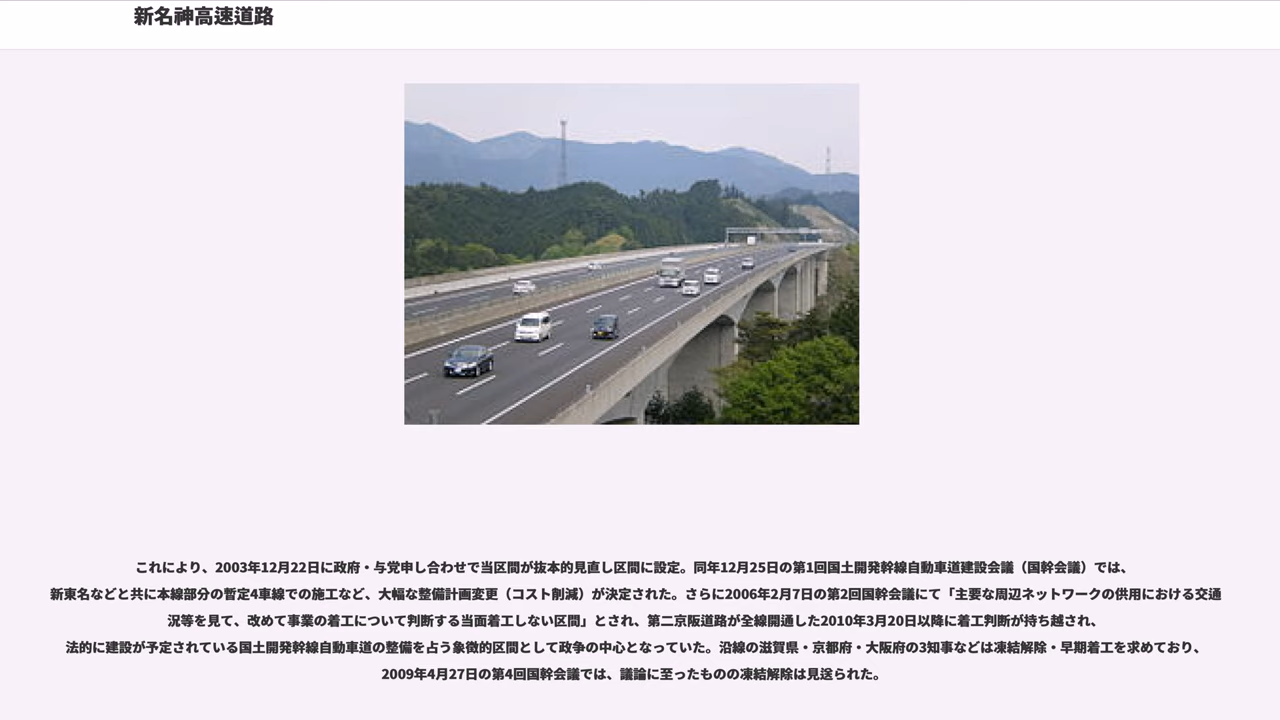 新名神高速道路
これにより、2003年12月22日に政府・与党申し合わせで当区間が抜本的見直し区間に設定。同年12月25日の第1回国土開発幹線自動車道建設会議（国幹会議）では、
新東名などと共に本線部分の暫定4車線での施工など、大幅な整備計画変更（コスト削減）が決定された。さらに2006年2月7日の第2回国幹会議にて「主要な周辺ネットワークの供用における交通
況等を見て、改めて事業の着工について判断する当面着工しない区間」とされ、第二京阪道路が全線開通した2010年3月20日以降に着工判断が持ち越され、
法的に建設が予定されている国土開発幹線自動車道の整備を占う象徴的区間として政争の中心となっていた。沿線の滋賀県・京都府・大阪府の3知事などは凍結解除・早期着工を求めており、
2009年4月27日の第4回国幹会議では、議論に至ったものの凍結解除は見送られた。